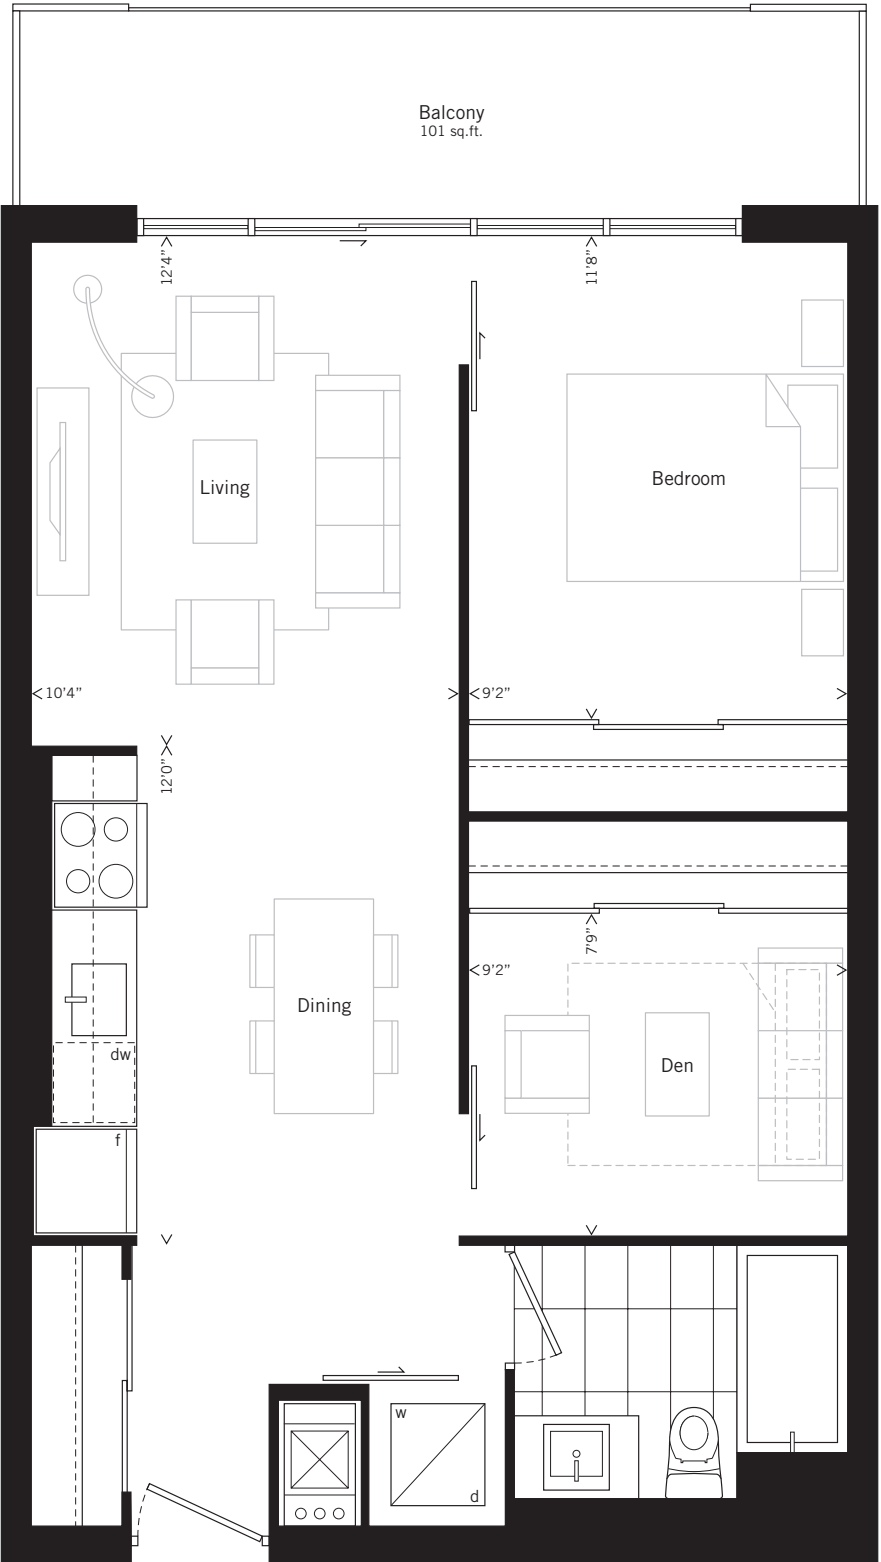 Balcony
101 sq.ft.
12’4”
11’8”
Living
Bedroom
10’4”
9’2”
12’0”
7’9”
9’2”
Dining
dw
Den
f
w
d